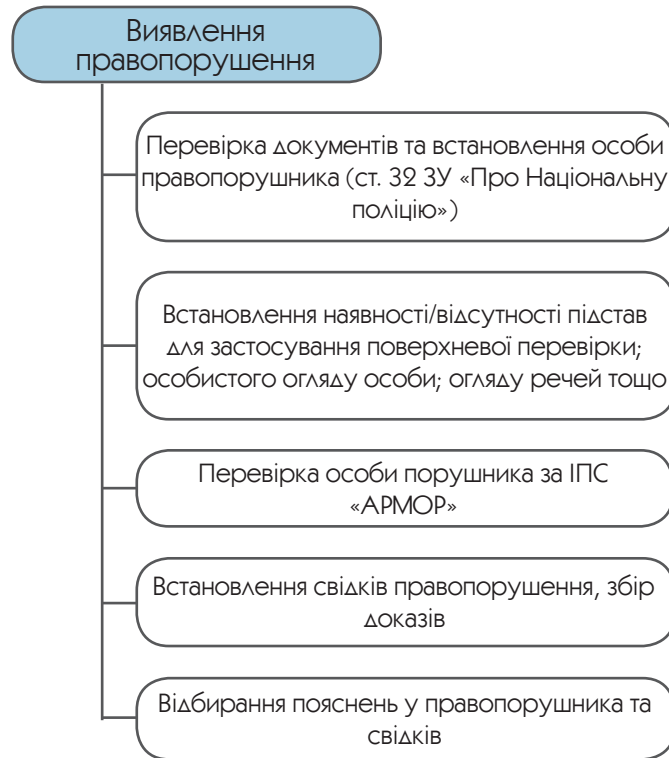 Виявлення
правопорушення
Перевірка документів та встановлення особи
правопорушника (ст. 32 ЗУ «Про Національну
поліцію»)
Встановлення наявності/відсутності підстав
для застосування поверхневої перевірки;
особистого огляду особи; огляду речей тощо
Перевірка особи порушника за ІПС
«АРМОР»
Встановлення свідків правопорушення, збір
доказів
Відбирання пояснень у правопорушника та
свідків